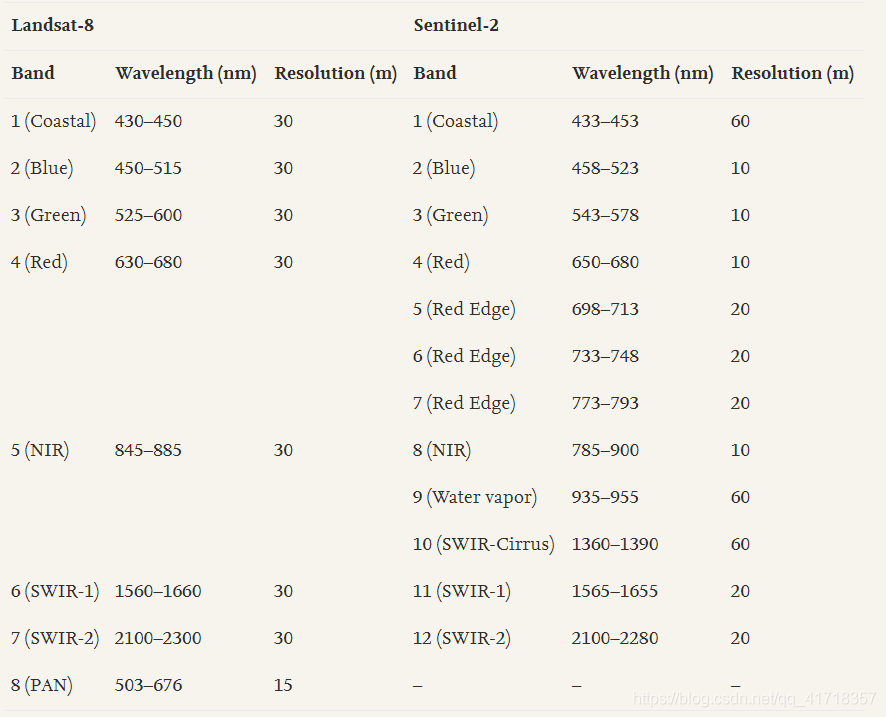 Landsat-8 Sentinel-2
Band Wavelength (nm) Resolution (m) Band Wavelength (nm) Resolution (m)
1 (Coastal) 430–450 30 1 (Coastal) 433–453 60
2 (Blue) 450–515 30 2 (Blue) 458–523 10
3 (Green) 525–600 30 3 (Green) 543–578 10
4 (Red) 630–680 30 4 (Red) 650–680 10
5 (Red Edge) 698–713 20
6 (Red Edge) 733–748 20
7 (Red Edge) 773–793 20
5 (NIR) 845–885 30 8 (NIR) 785–900 10
9 (Water vapor) 935–955 60
10 (SWIR-Cirrus) 1360–1390 60
6 (SWIR-1) 1560–1660 30 11 (SWIR-1) 1565–1655 20
7 (SWIR-2) 2100–2300 30 12 (SWIR-2) 2100–2280 20
8 (PAN) 503–676 15 – – –
https://blog.csdn.net/qq_41718357